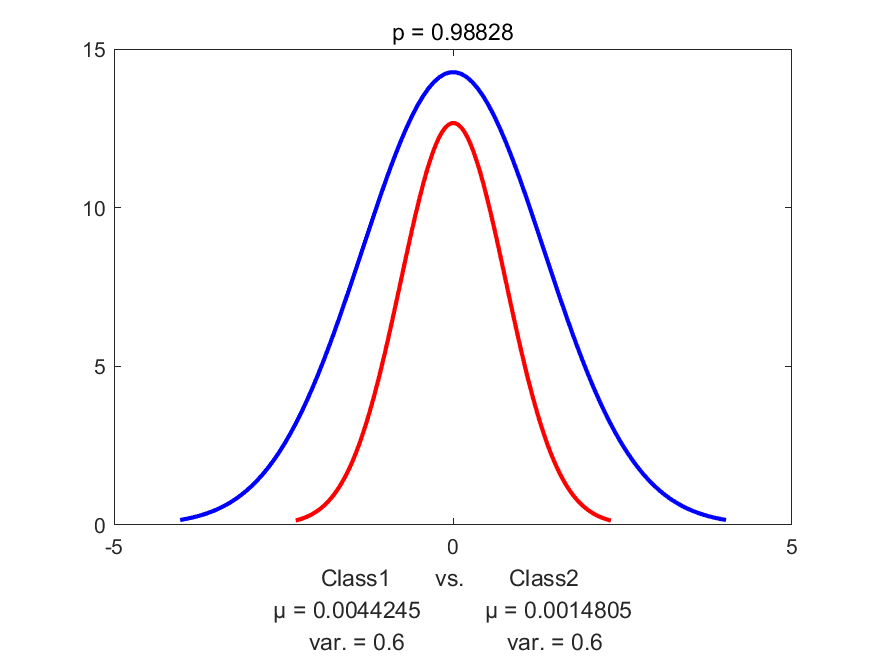 p = 0.98828
15
10
5
0
-5 0 5
Class1 vs. Class2
μ = 0.0044245 μ = 0.0014805
var. = 0.6 var. = 0.6